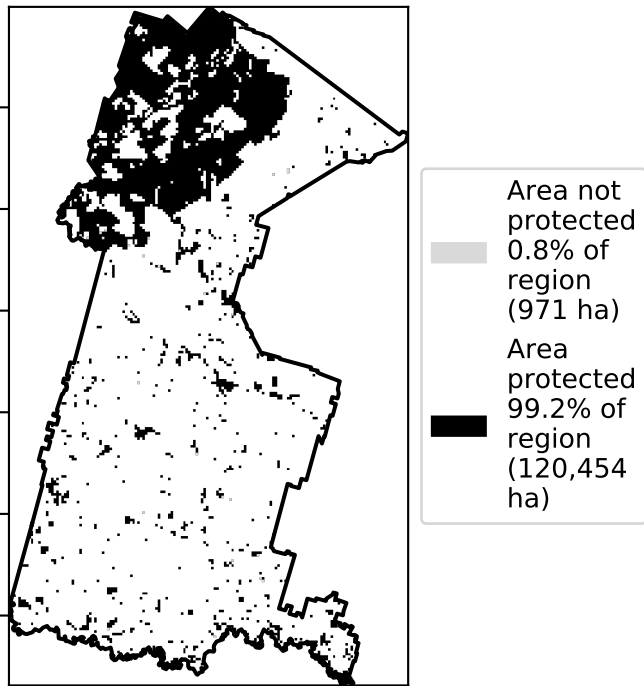 Area not
protected
0.8% of
region
(971 ha)
Area
protected
99.2% of
region
(120,454
ha)